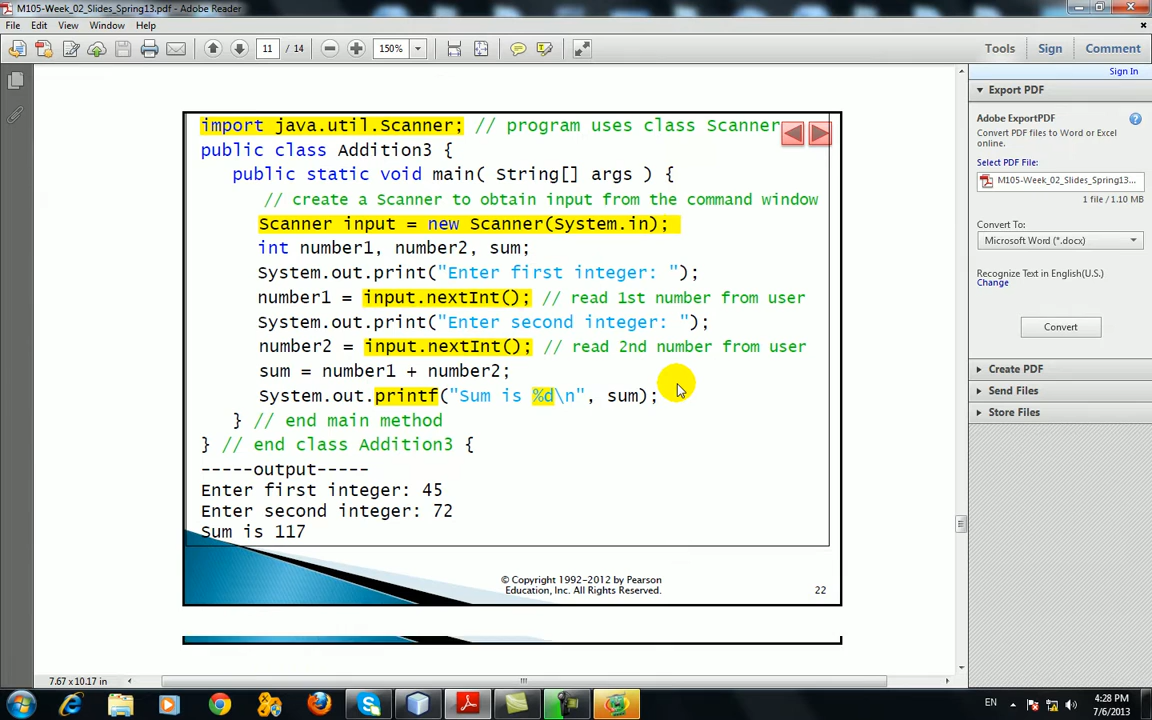 M105-Week_02_Slides_Spring13.pdf - Adobe Reader
File Edit View Window Help
11 / 14 150% Tools Sign Comment
Sign In
Export PDF
Adobe ExportPDF
Convert PDF files to Word or Excel online.
Select PDF File:
M105-Week_02_Slides_Spring13...
1 file / 1.10 MB
Convert To:
Microsoft Word (*.docx)
Recognize Text in English(U.S.)
Change
Convert
Create PDF
Send Files
Store Files
import java.util.Scanner; // program uses class Scanner
public class Addition3 {
public static void main( String[] args ) {
// create a Scanner to obtain input from the command window
Scanner input = new Scanner(System.in);
int number1, number2, sum;
System.out.print("Enter first integer: ");
number1 = input.nextInt(); // read 1st number from user
System.out.print("Enter second integer: ");
number2 = input.nextInt(); // read 2nd number from user
sum = number1 + number2;
System.out.printf("Sum is %d\n", sum);
} // end main method
} // end class Addition3 {
-----output-----
Enter first integer: 45
Enter second integer: 72
Sum is 117
© Copyright 1992-2012 by Pearson
Education, Inc. All Rights Reserved.
22
7.67 x 10.17 in
EN
4:28 PM
7/6/2013